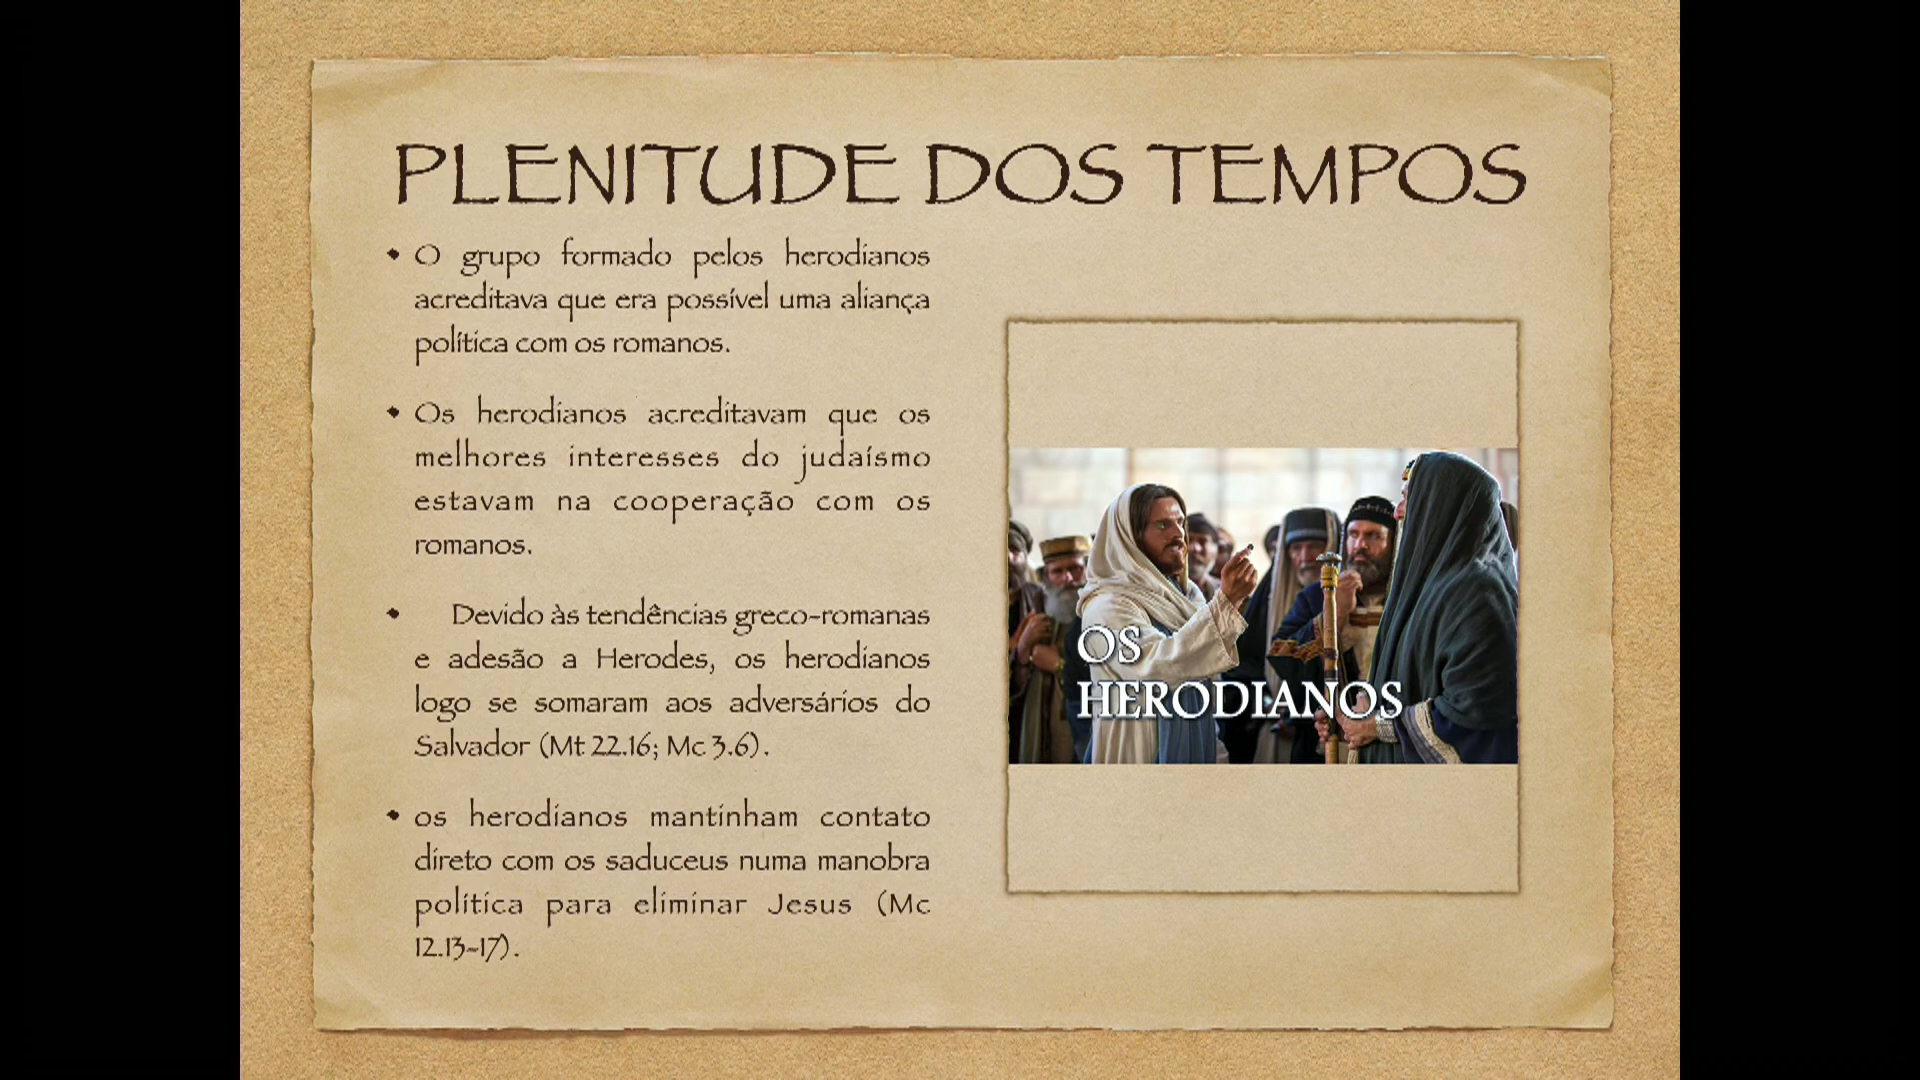 PLENITUDE DOS TEMPOS
• O grupo formado pelos herodianos
acreditava que era possível uma aliança
política com os romanos.
• Os herodianos acreditavam que os
melhores interesses do judaísmo
estavam na cooperação com os
romanos.
• Devido às tendências greco-romanas
e adesão a Herodes, os herodianos
logo se somaram aos adversários do
Salvador (Mt 22.16; Mc 3.6).
• os herodianos mantinham contato
direto com os saduceus numa manobra
política para eliminar Jesus (Mc
12.13-17).
OS
HERODIANOS